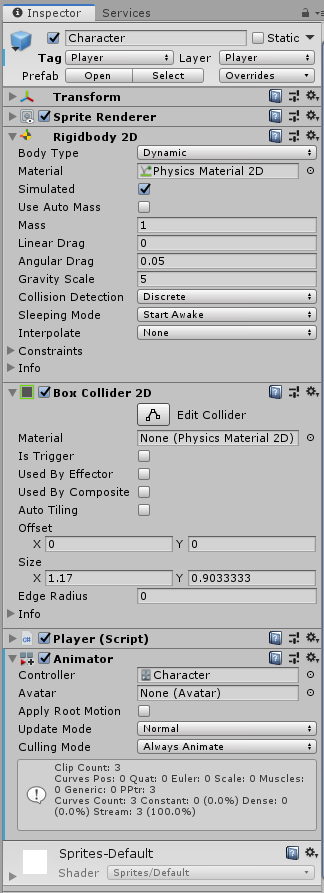 Inspector Services
Character Static
Tag Player Layer Player
Prefab Open Select Overrides
Transform
Sprite Renderer
Rigidbody 2D
Body Type Dynamic
Material Physics Material 2D
Simulated
Use Auto Mass
Mass 1
Linear Drag 0
Angular Drag 0.05
Gravity Scale 5
Collision Detection Discrete
Sleeping Mode Start Awake
Interpolate None
Constraints
Info
Box Collider 2D
Edit Collider
Material None (Physics Material 2D)
Is Trigger
Used By Effector
Used By Composite
Auto Tiling
Offset
X 0 Y 0
Size
X 1.17 Y 0.9033333
Edge Radius 0
Info
Player (Script)
Animator
Controller Character
Avatar None (Avatar)
Apply Root Motion
Update Mode Normal
Culling Mode Always Animate
Clip Count: 3
Curves Pos: 0 Quat: 0 Euler: 0 Scale: 0 Muscles:
0 Generic: 0 PPtr: 3
Curves Count: 3 Constant: 0 (0.0%) Dense: 0
(0.0%) Stream: 3 (100.0%)
Sprites-Default
Shader Sprites/Default